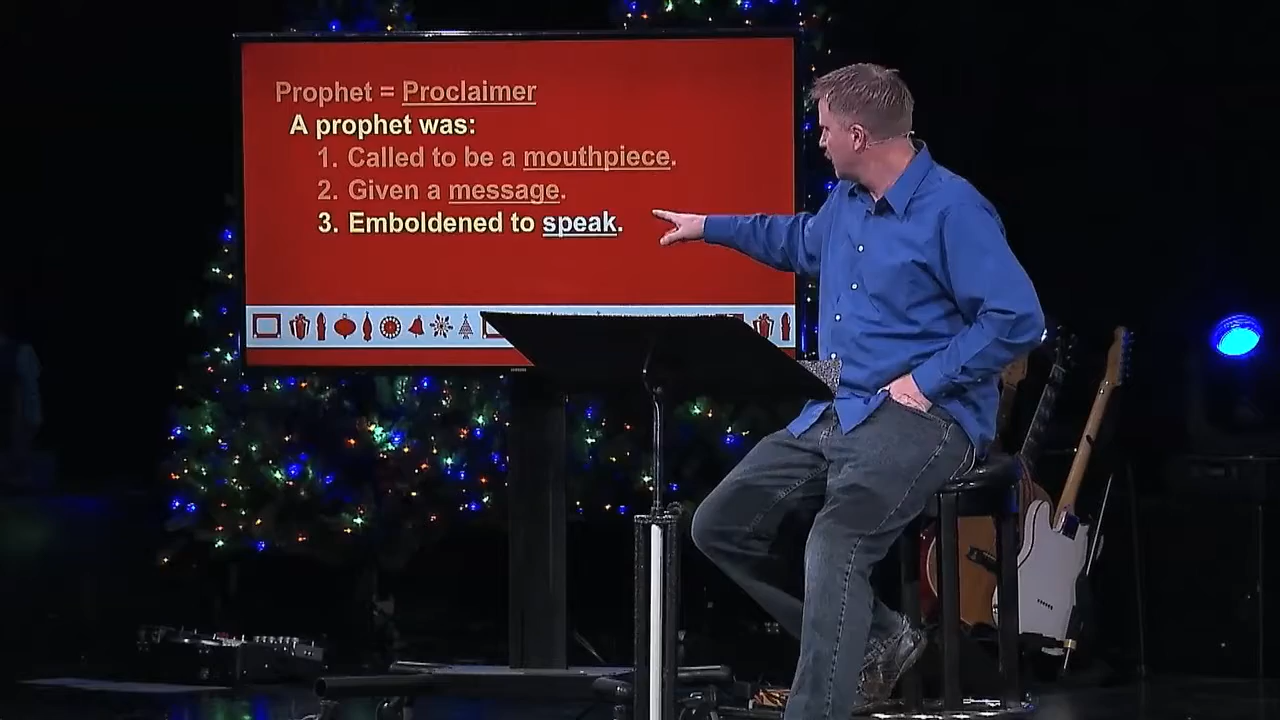 Prophet = Proclaimer
A prophet was:
1. Called to be a mouthpiece.
2. Given a message.
3. Emboldened to speak.